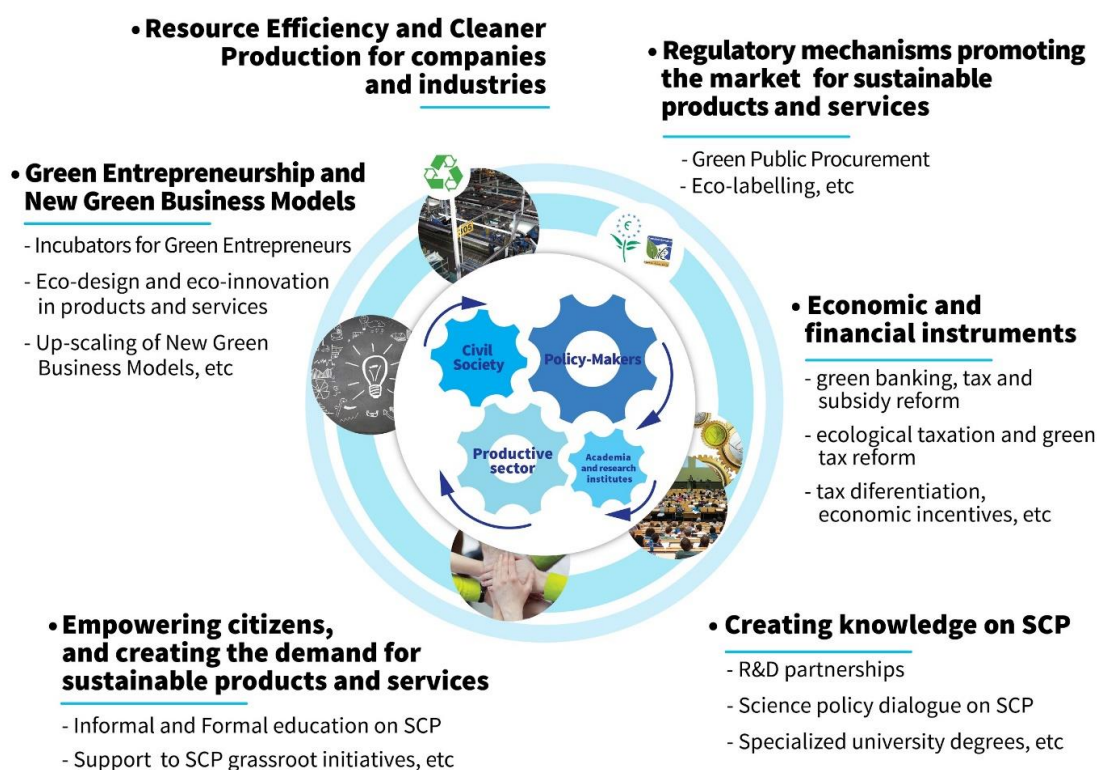 • Resource Efficiency and Cleaner
Production for companies
and industries
• Regulatory mechanisms promoting
the market for sustainable
products and services
- Green Public Procurement
- Eco-labelling, etc
• Green Entrepreneurship and
New Green Business Models
- Incubators for Green Entrepreneurs
- Eco-design and eco-innovation
in products and services
- Up-scaling of New Green
Business Models, etc
105
€
Civil
Society
Policy-Makers
Productive
sector
Academia
and research
institutes
• Economic and
financial instruments
- green banking, tax and
subsidy reform
- ecological taxation and green
tax reform
- tax diferentiation,
economic incentives, etc
• Empowering citizens,
and creating the demand for
sustainable products and services
- Informal and Formal education on SCP
- Support to SCP grassroot initiatives, etc
• Creating knowledge on SCP
- R&D partnerships
- Science policy dialogue on SCP
- Specialized university degrees, etc